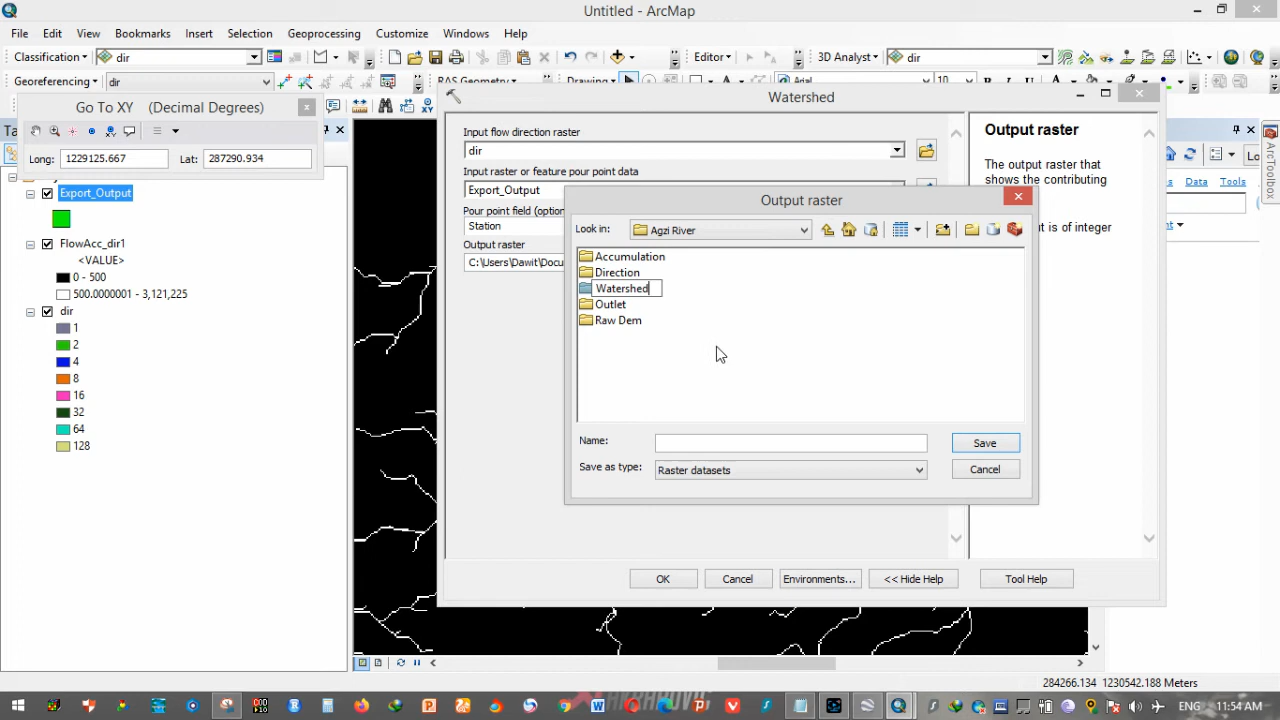 Untitled - ArcMap
File Edit View Bookmarks Insert Selection Geoprocessing Customize Windows Help
Classification dir Editor 3D Analyst dir
Georeferencing dir RAS Geometry Drawing Arial 10 B I U A
Go To XY (Decimal Degrees)
Long: 1229125.667 Lat: 287290.934
Export_Output
FlowAcc_dir1
<VALUE>
0 - 500
500.0000001 - 3,121,225
dir
1
2
4
8
16
32
64
128
Watershed
Input flow direction raster
dir
Input raster or feature pour point data
Export_Output
Pour point field (option
Station
Output raster
C:\Users\Dawit\Docu
OK Cancel Environments... << Hide Help Tool Help
Output raster
The output raster that
shows the contributing
t is of integer
Output raster
Look in: Agzi River
Accumulation
Direction
Watershed
Outlet
Raw Dem
Name:
Save
Save as type: Raster datasets
Cancel
Lo
Data Tools
ArcToolbox
284266.134 1230542.188 Meters
ENG 11:54 AM